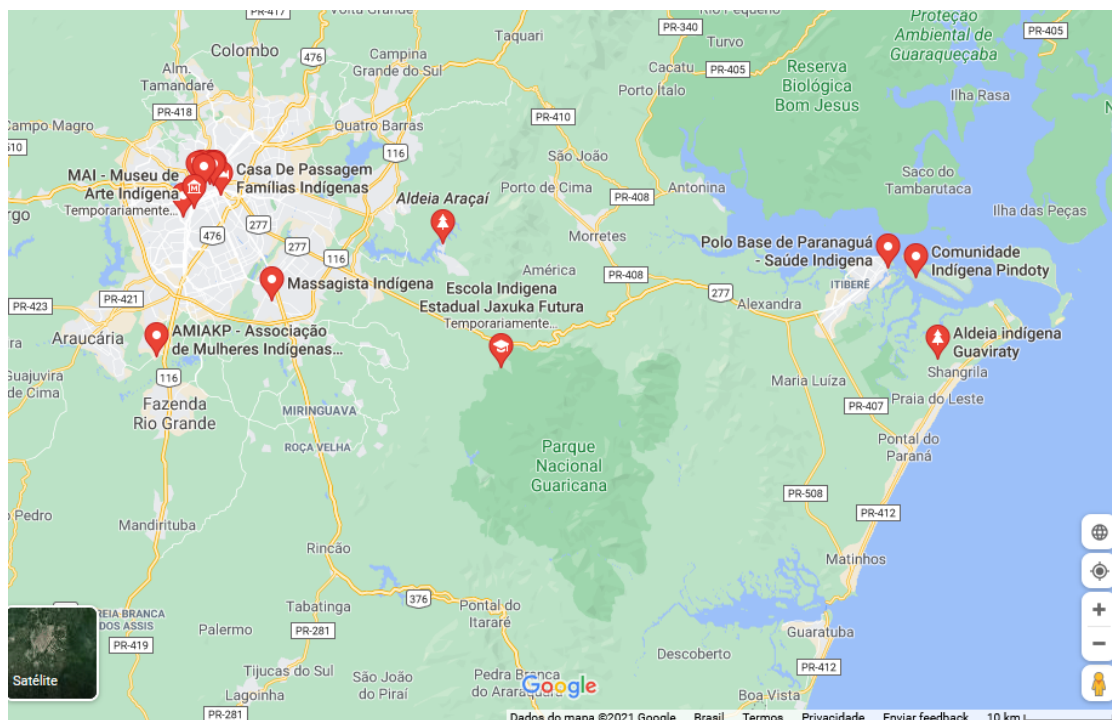 Volta Grande
Rio Pequeno
Proteção
Ambiental de
Guaraqueçaba
PR-405
PR-340
Turvo
Taquari
Colombo
476
Campina
Grande do Sul
Cacatu
PR-405
Reserva
Biológica
Bom Jesus
Alm.
Tamandaré
Porto Ítalo
Ilha Rasa
PR-418
PR-410
Campo Magro
Quatro Barras
116
São João
MAI - Museu de
Arte Indígena
Temporariamente...
Casa De Passagem
Famílias Indígenas
Saco do
Tambarutaca
Porto de Cima
Antonina
Aldeia Araçaí
PR-408
Ilha das Peças
277
476
277
116
Morretes
Polo Base de Paranaguá
- Saúde Indigena
Comunidade
Indígena Pindoty
América
PR-408
ITIBERÊ
Massagista Indígena
Escola Indigena
Estadual Jaxuka Futura
Temporariamente...
277
Alexandra
PR-421
PR-423
AMIAKP - Associação
de Mulheres Indígenas...
Araucária
Aldeia indígena
Guaviraty
Shangrila
Guajuvira
de Cima
116
Maria Luíza
Praia do Leste
Fazenda
Rio Grande
MIRINGUAVA
PR-407
ROÇA VELHA
Pontal do
Paraná
Parque
Nacional
Guaricana
PR-508
PR-412
Mandirituba
Rincão
Matinhos
376
Tabatinga
Pontal do
Itararé
AREIA BRANCA
DOS ASSIS
PR-419
Palermo
PR-281
Guaratuba
Descoberto
PR-412
Satélite
Tijucas do Sul
São João
do Piraí
Pedra Branca
do Araraquara
Google
Lagoinha
Boa Vista
PR-281
Dados do mapa ©2021 Google Brasil Termos Privacidade Enviar feedback 10 km